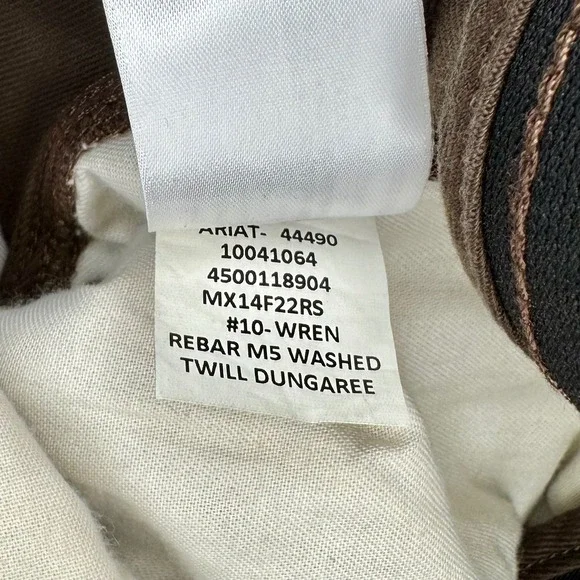 ARIAT- 44490
10041064
4500118904
MX14F22RS
#10-WREN
REBAR M5 WASHED
TWILL DUNGAREE